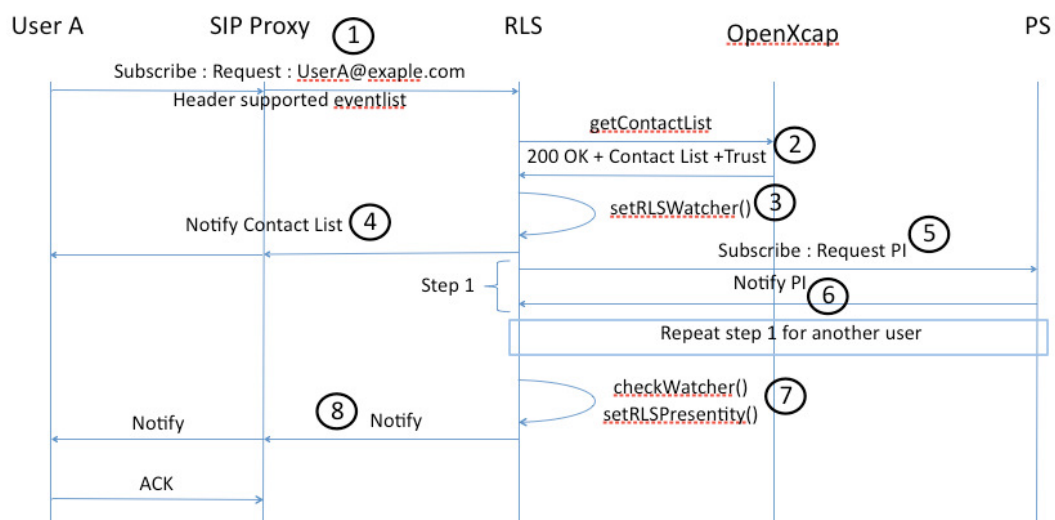 User A
SIP Proxy
RLS
OpenXcap
PS
1
Subscribe : Request : UserA@exaple.com
Header supported eventlist
getContactList
2
200 OK + Contact List +Trust
setRLSWatcher()
3
Notify Contact List
4
5
Subscribe : Request PI
Step 1
Notify PI
6
Repeat step 1 for another user
checkWatcher()
7
setRLSPresentity()
8
Notify
Notify
ACK